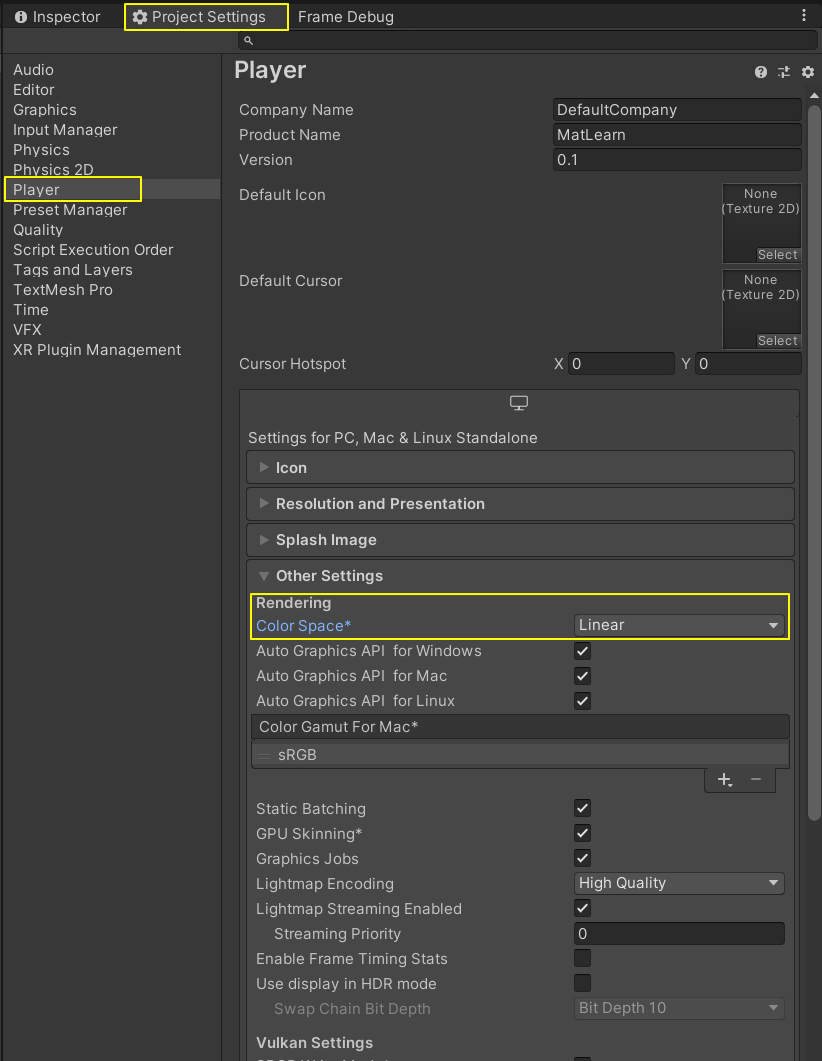 Inspector Project Settings Frame Debug
Audio
Editor
Graphics
Input Manager
Physics
Physics 2D
Player
Preset Manager
Quality
Script Execution Order
Tags and Layers
TextMesh Pro
Time
VFX
XR Plugin Management
Player
Company Name DefaultCompany
Product Name MatLearn
Version 0.1
Default Icon
None
(Texture 2D)
Select
Default Cursor
None
(Texture 2D)
Select
Cursor Hotspot X 0 Y 0
Settings for PC, Mac & Linux Standalone
Icon
Resolution and Presentation
Splash Image
Other Settings
Rendering
Color Space* Linear
Auto Graphics API for Windows
Auto Graphics API for Mac
Auto Graphics API for Linux
Color Gamut For Mac*
sRGB
Static Batching
GPU Skinning*
Graphics Jobs
Lightmap Encoding High Quality
Lightmap Streaming Enabled
Streaming Priority 0
Enable Frame Timing Stats
Use display in HDR mode
Swap Chain Bit Depth Bit Depth 10
Vulkan Settings